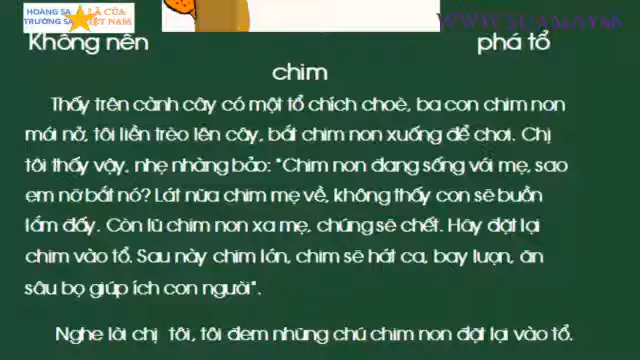 HOÀNG SA LÀ CỦA
TRƯỜNG SA VIỆT NAM
Không nên phá tổ
chim
Thấy trên cành cây có một tổ chích choè, ba con chim non
mới nở, tôi liền trèo lên cây, bắt chim non xuống để chơi. Chị
tôi thấy vậy, nhẹ nhàng bảo: "Chim non đang sống với mẹ, sao
em nỡ bắt nó? Lát nữa chim mẹ về, không thấy con sẽ buồn
lắm đấy. Còn lũ chim non xa mẹ, chúng sẽ chết. Hãy đặt lại
chim vào tổ. Sau này chim lớn, chim sẽ hát ca, bay lượn, ăn
sâu bọ giúp ích con người".
Nghe lời chị tôi, tôi đem những chú chim non đặt lại vào tổ.